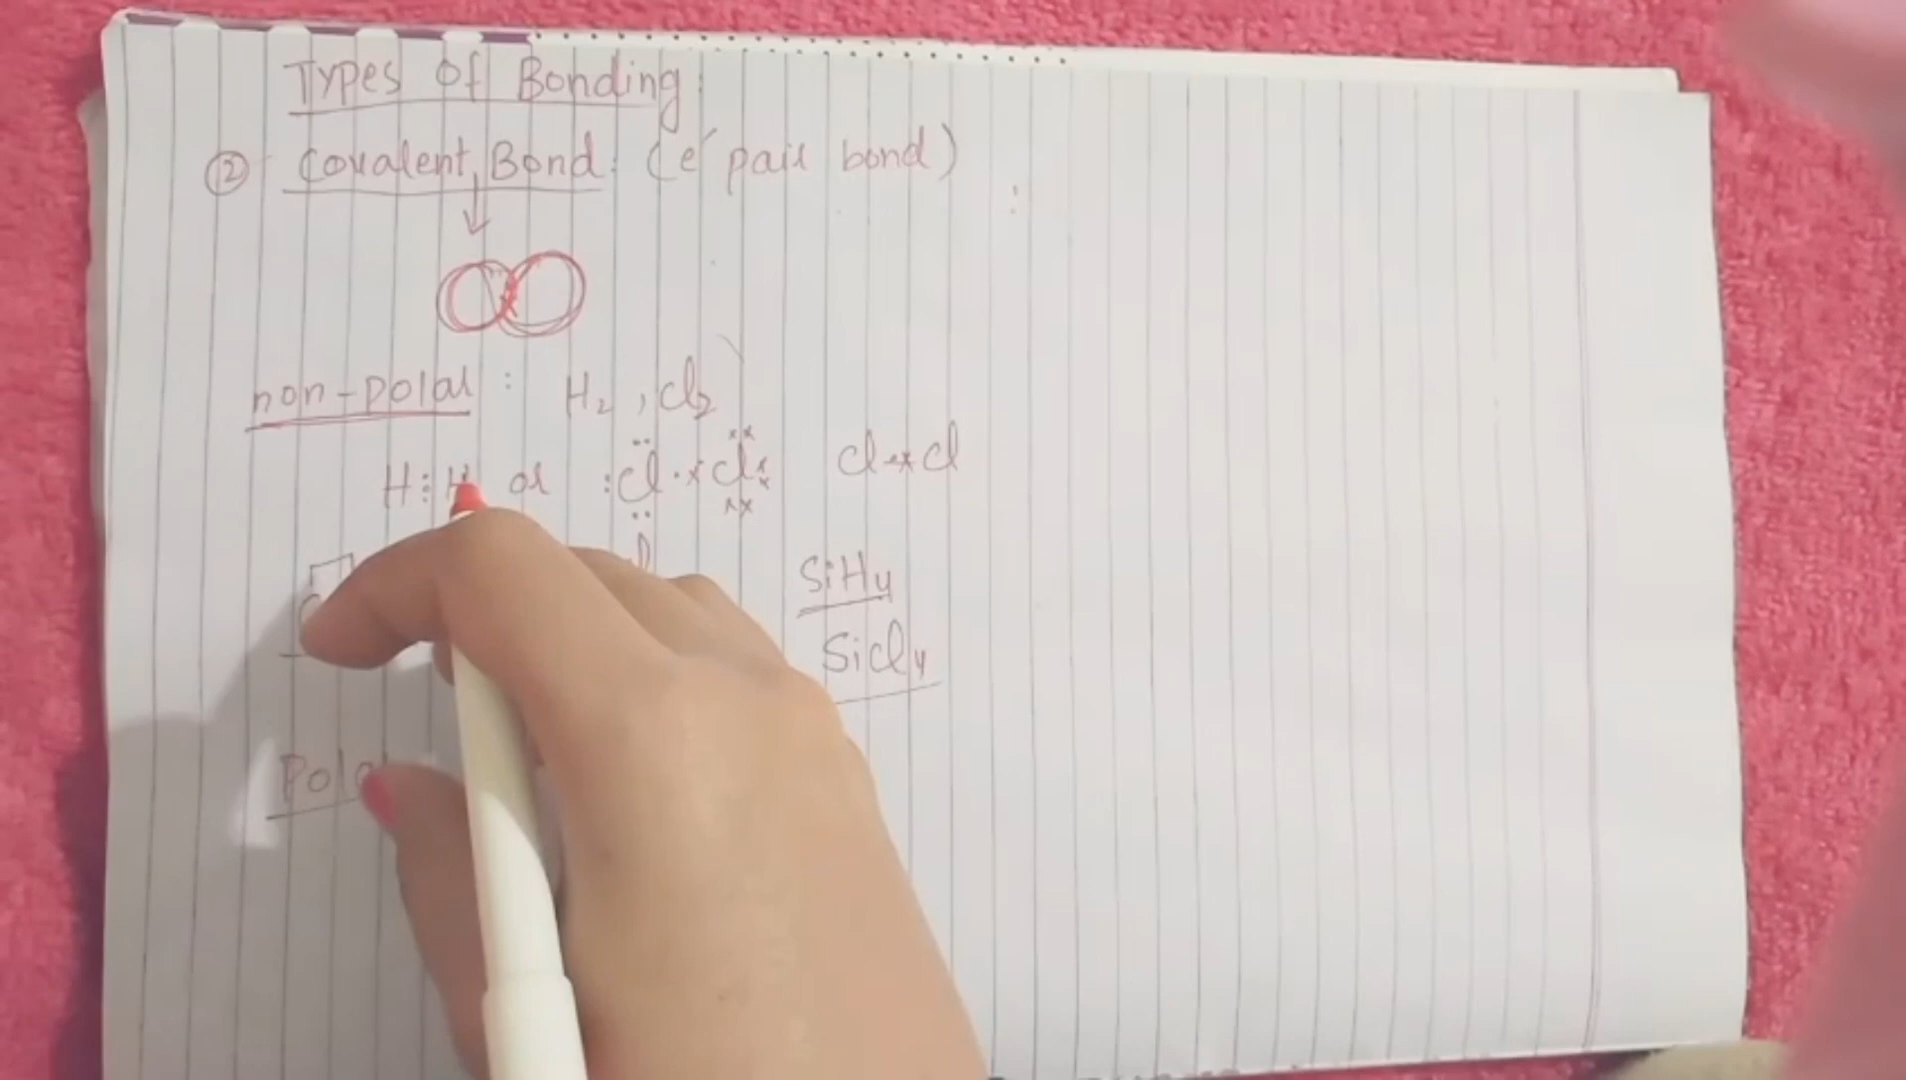 Types of Bonding
② Covalent Bond : (e⁻ pair bond)
non-polar : H₂ , Cl₂
H : H or :Cl·×Cl Cl·×Cl
SiH₄
SiCl₄